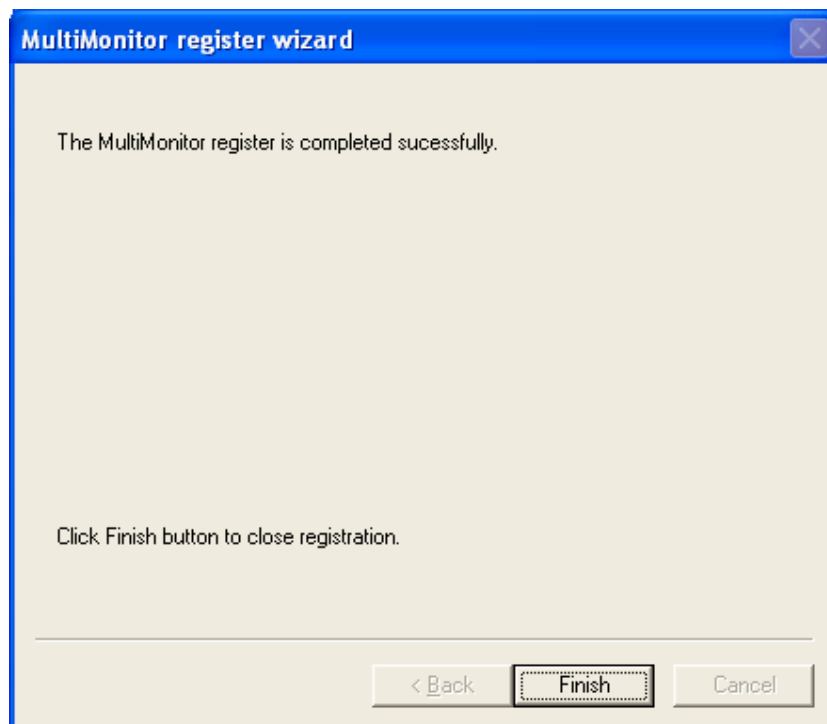 MultiMonitor register wizard
The MultiMonitor register is completed sucessfully.
Click Finish button to close registration.
< Back Finish Cancel